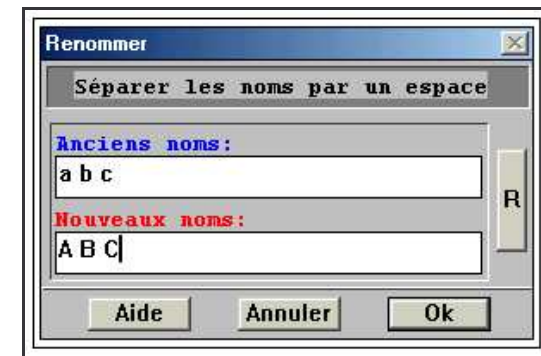 Renommer
Séparer les noms par un espace
Anciens noms:
a b c
R
Nouveaux noms:
A B C
Aide Annuler Ok